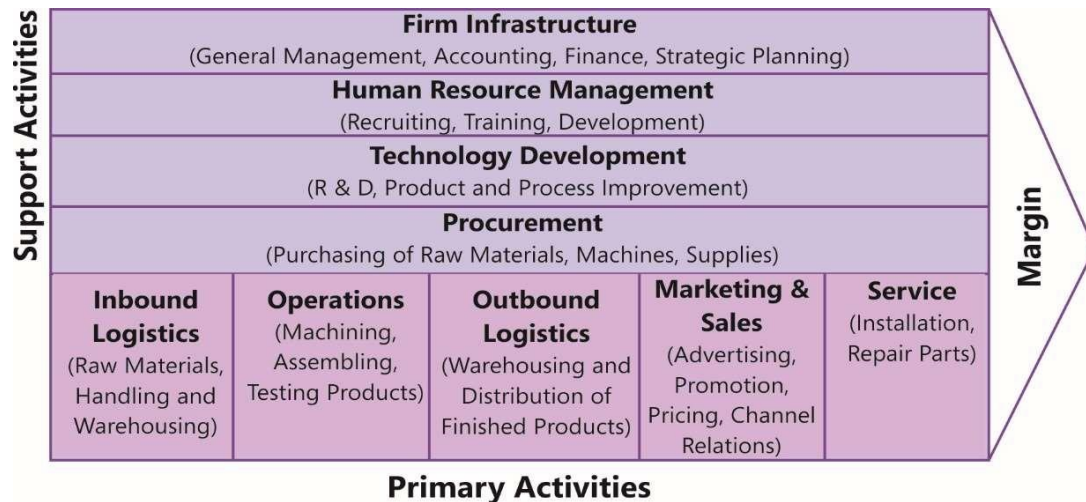 Support Activities
Firm Infrastructure
(General Management, Accounting, Finance, Strategic Planning)
Human Resource Management
(Recruiting, Training, Development)
Technology Development
(R & D, Product and Process Improvement)
Procurement
(Purchasing of Raw Materials, Machines, Supplies)
Inbound
Logistics
(Raw Materials,
Handling and
Warehousing)
Operations
(Machining,
Assembling,
Testing Products)
Outbound
Logistics
(Warehousing and
Distribution of
Finished Products)
Marketing &
Sales
(Advertising,
Promotion,
Pricing, Channel
Relations)
Service
(Installation,
Repair Parts)
Margin
Primary Activities